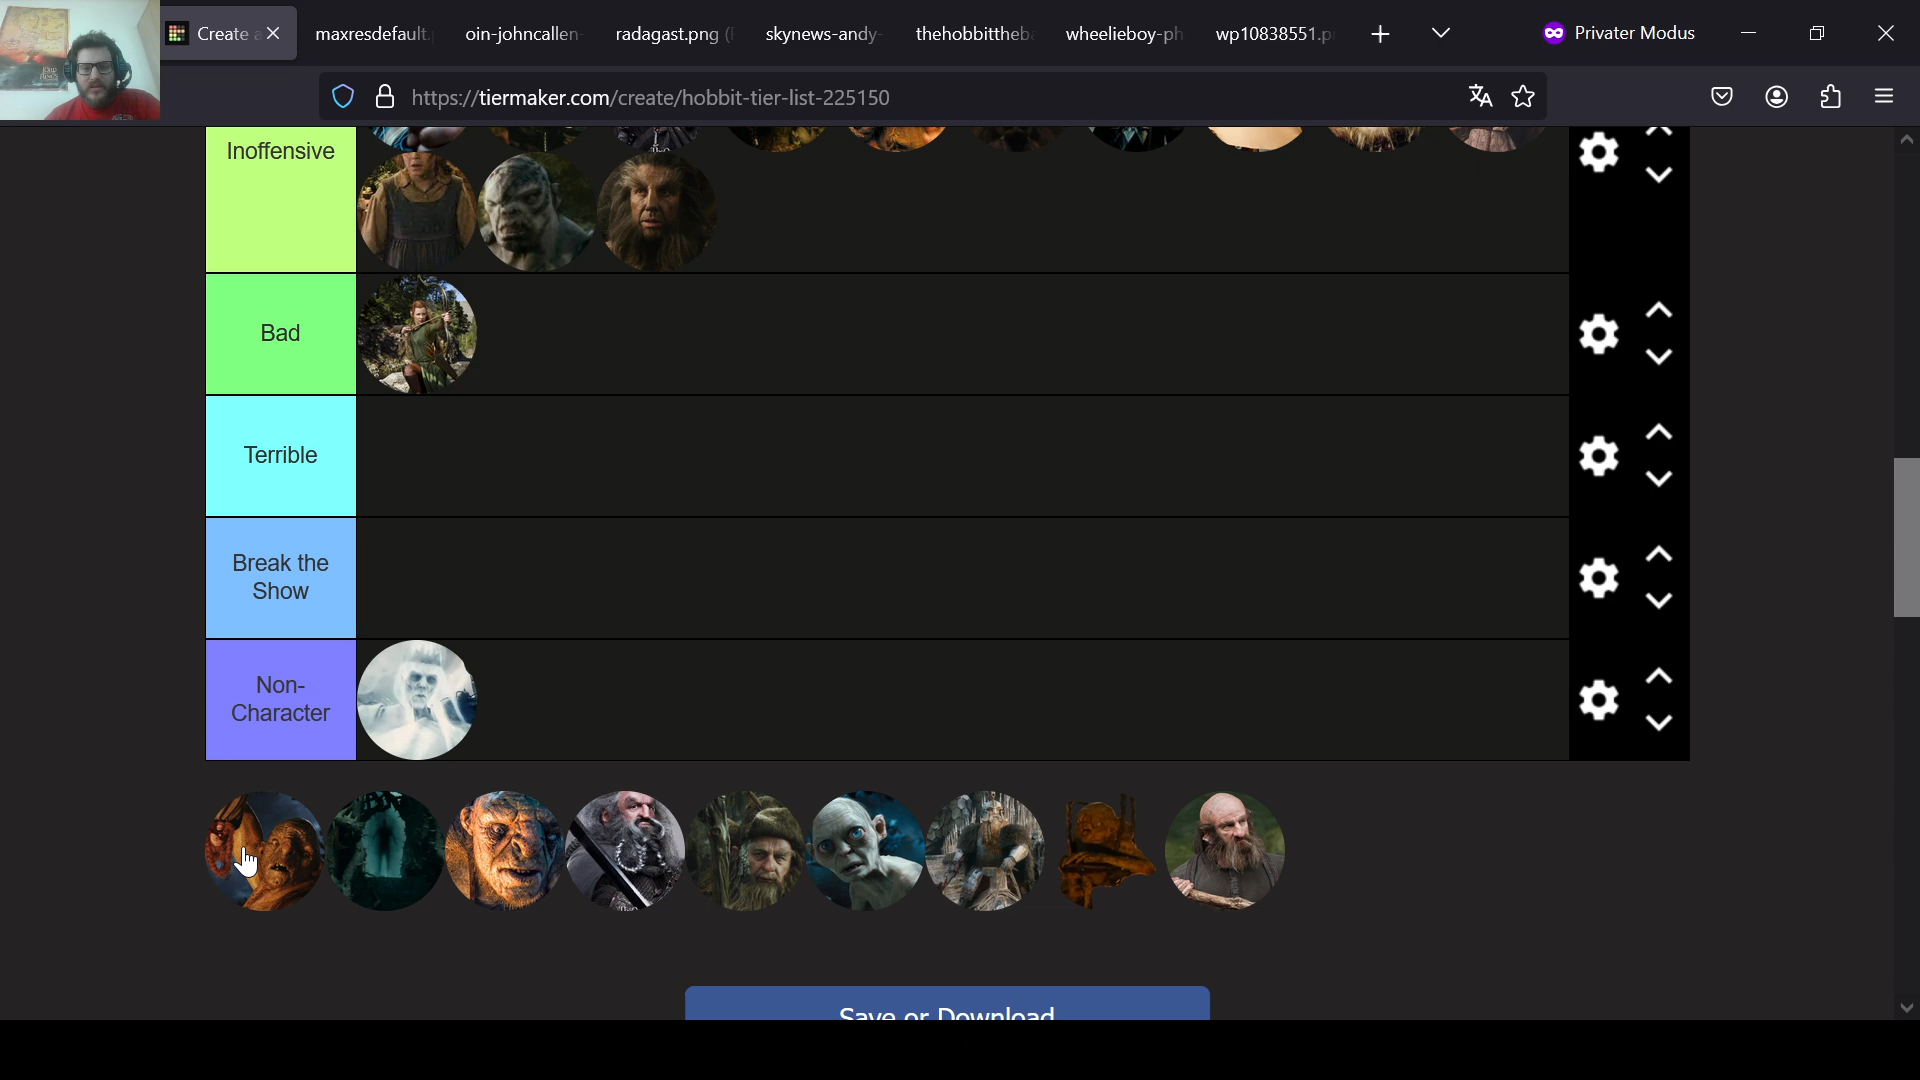 Create a
maxresdefault.
oin-johncallen-
radagast.png (
skynews-andy-
thehobbittheba
wheelieboy-ph
wp10838551.p
Privater Modus
https://tiermaker.com/create/hobbit-tier-list-225150
Inoffensive
Bad
Terrible
Break the
Show
Non-
Character
Save or Download